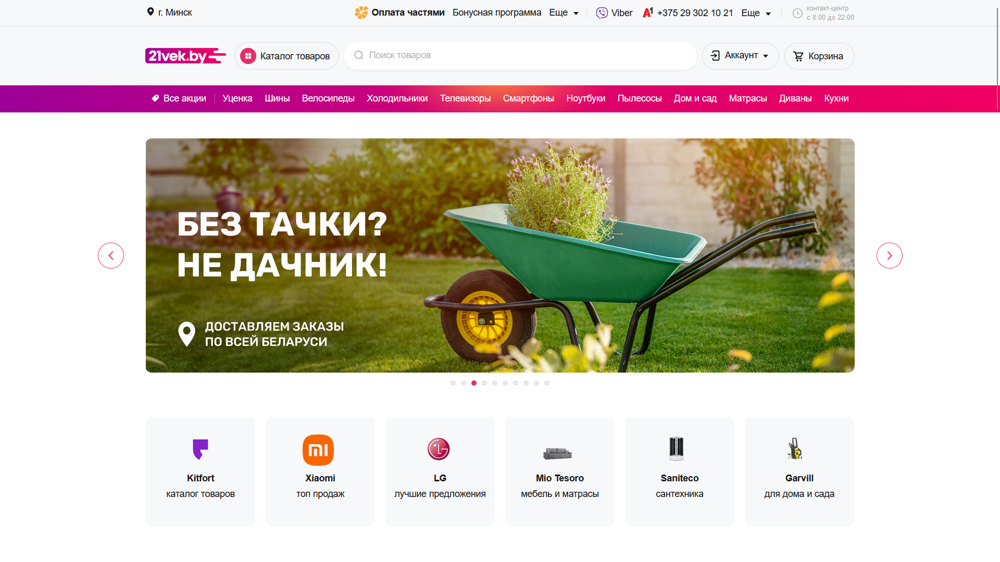 г. Минск
Оплата частями
Бонусная программа
Еще
Viber
A1
+375 29 302 10 21
Еще
контакт-центр
с 8:00 до 22:00
21vek.by
Каталог товаров
Поиск товаров
Аккаунт
Корзина
Все акции
Уценка
Шины
Велосипеды
Холодильники
Телевизоры
Смартфоны
Ноутбуки
Пылесосы
Дом и сад
Матрасы
Диваны
Кухни
БЕЗ ТАЧКИ?
НЕ ДАЧНИК!
ДОСТАВЛЯЕМ ЗАКАЗЫ
ПО ВСЕЙ БЕЛАРУСИ
Kitfort
каталог товаров
Xiaomi
топ продаж
LG
лучшие предложения
Mio Tesoro
мебель и матрасы
Saniteco
сантехника
Garvill
для дома и сада